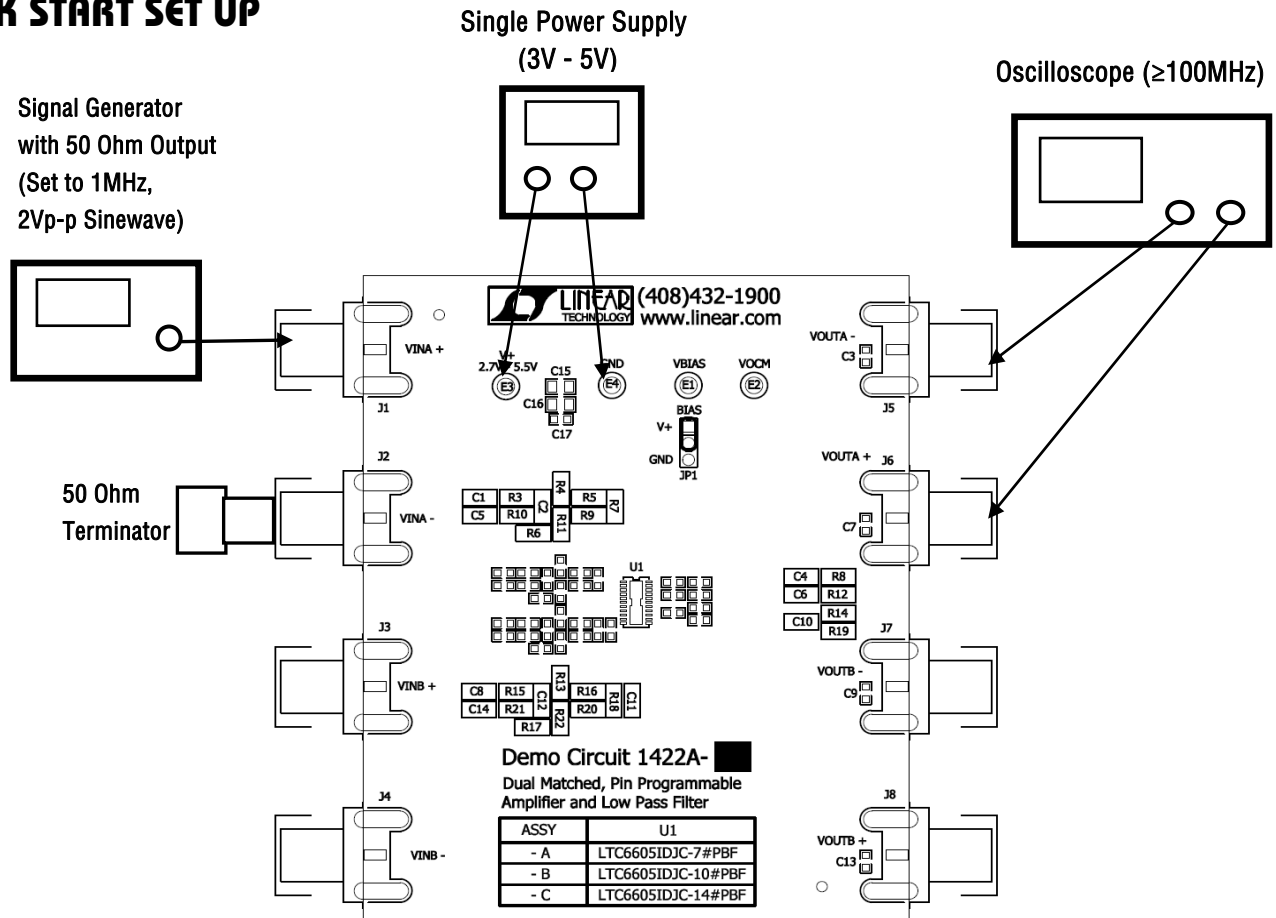 K START SET UP
Single Power Supply
(3V - 5V)
Oscilloscope (≥100MHz)
Signal Generator
with 50 Ohm Output
(Set to 1MHz,
2Vp-p Sinewave)
LINEAR
TECHNOLOGY
(408)432-1900
www.linear.com
VINA +
J1
V+
2.7V 5.5V
E3
C15
C16
C17
GND
E4
VBIAS
E1
VOCM
E2
BIAS
V+
GND
JP1
VOUTA -
C3
J5
50 Ohm
Terminator
J2
VINA -
C1
R3
C2
R4
R5
R7
C5
R10
R11
R9
R6
VOUTA +
J6
C7
U1
C4
R8
C6
R12
C10
R14
R19
J3
VINB +
C8
R15
C12
R13
R16
R18
C11
C14
R21
R22
R20
R17
J7
VOUTB -
C9
Demo Circuit 1422A-
Dual Matched, Pin Programmable
Amplifier and Low Pass Filter
ASSY U1
- A LTC6605IDJC-7#PBF
- B LTC6605IDJC-10#PBF
- C LTC6605IDJC-14#PBF
J4
VINB -
J8
VOUTB +
C13